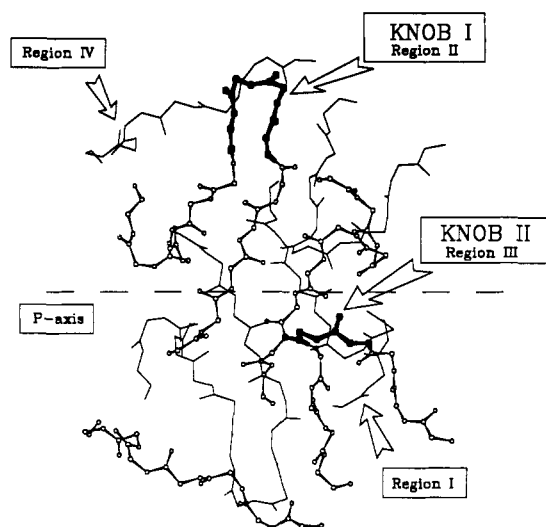 Region IV
KNOB I
Region II
KNOB II
Region III
P-axis
Region I